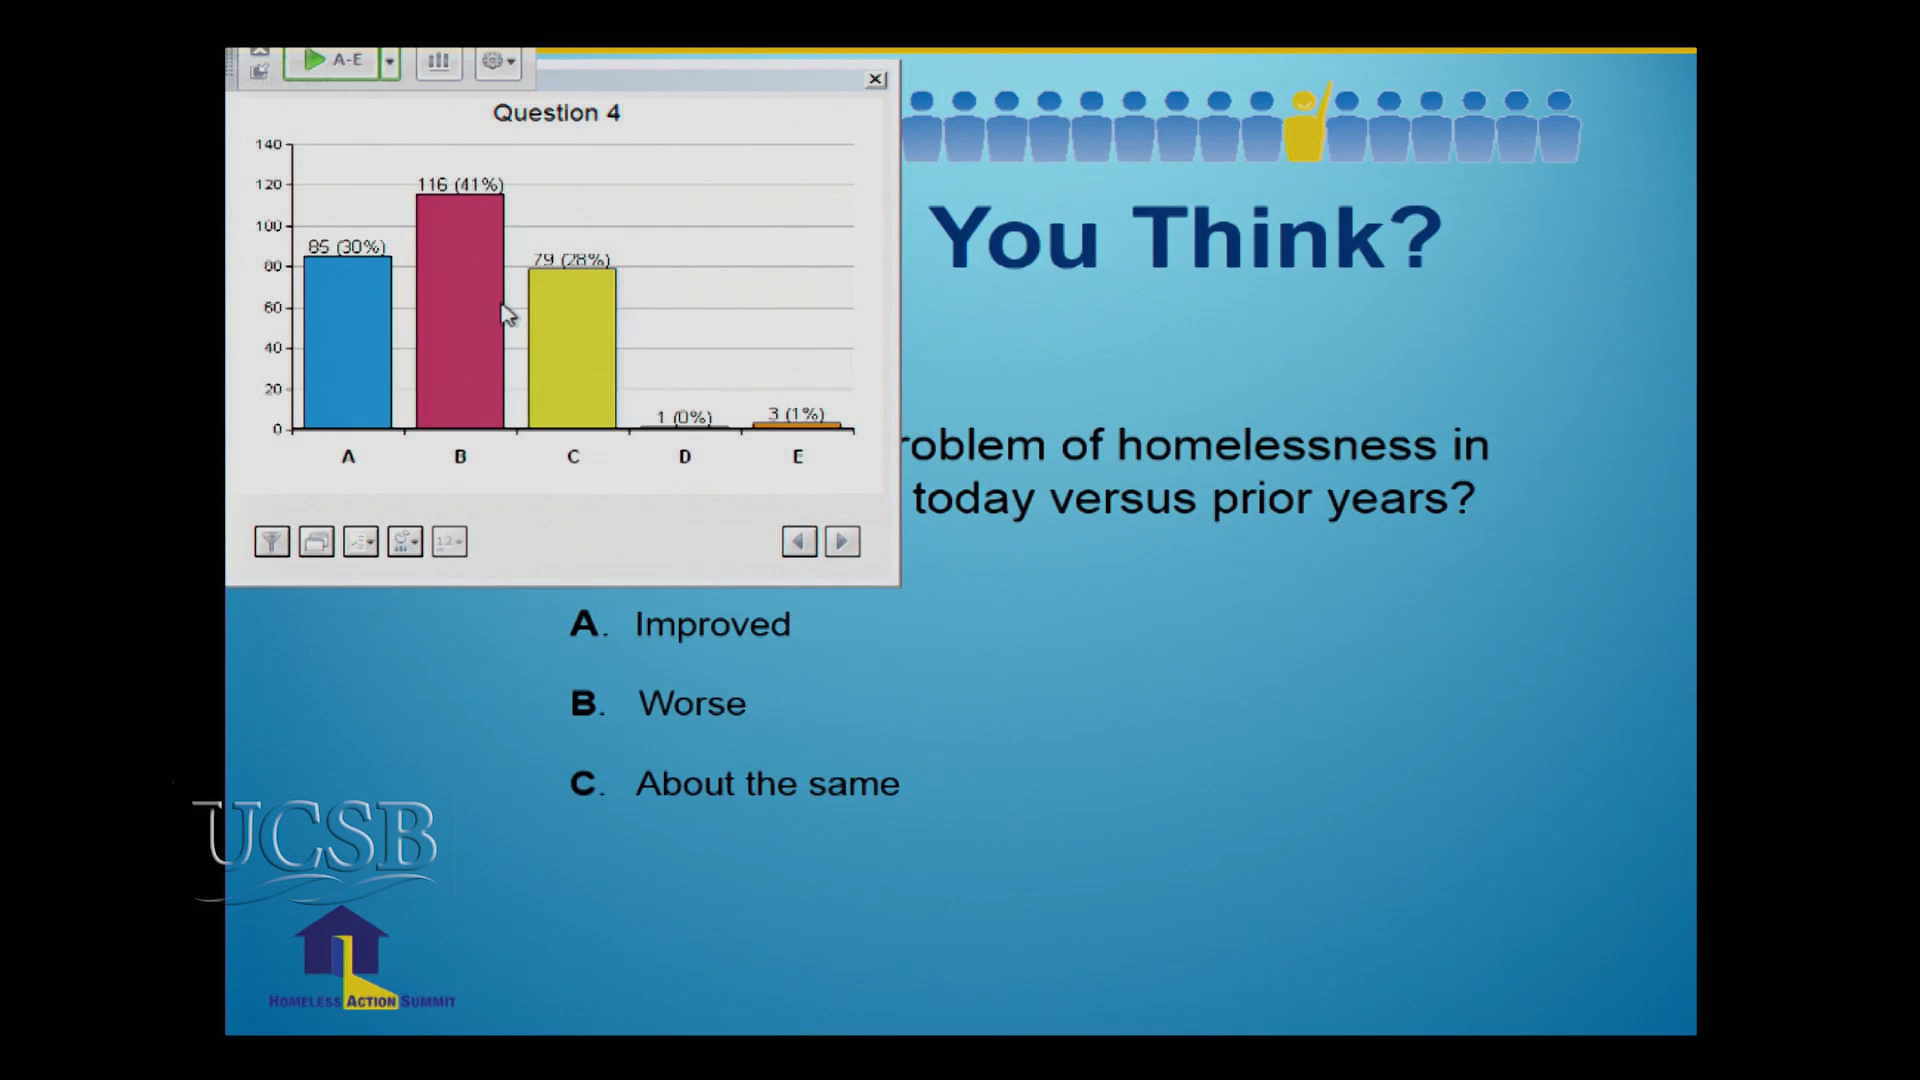 A-E
Question 4
140
120
100
80
60
40
20
0
85 (30%)
116 (41%)
79 (28%)
1 (0%)
3 (1%)
A
B
C
D
E
12
You Think?
roblem of homelessness in
today versus prior years?
A. Improved
B. Worse
C. About the same
UCSB
HOMELESS ACTION SUMMIT